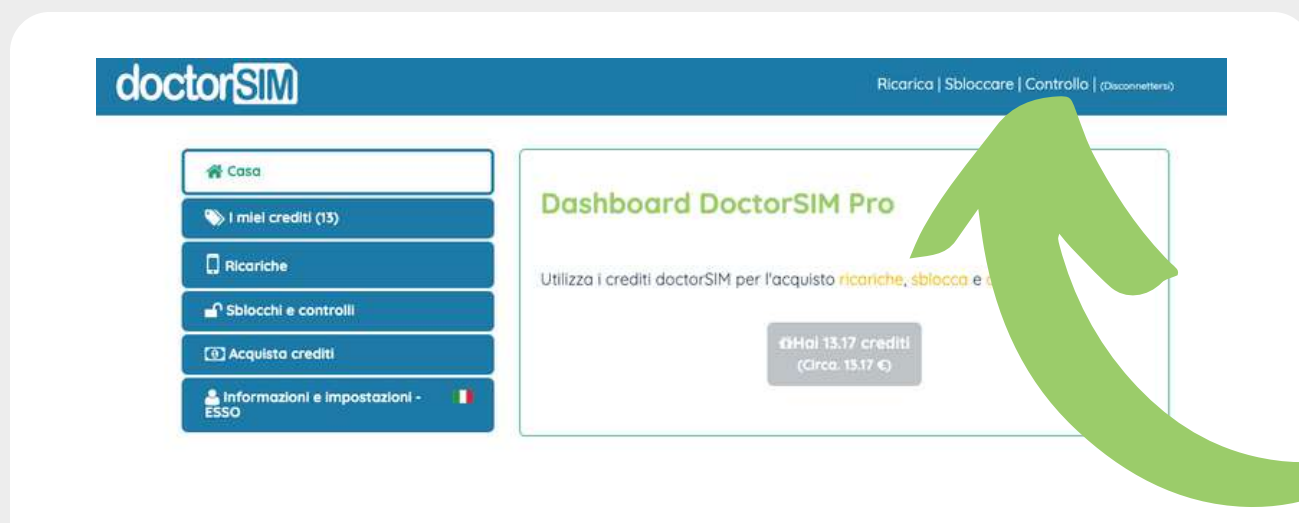 doctorSIM
Ricarica | Sbloccare | Controllo | (Disconnettersi)
Casa
I miei crediti (13)
Ricariche
Sblocchi e controlli
Acquista crediti
Informazioni e impostazioni -
ESSO
Dashboard DoctorSIM Pro
Utilizza i crediti doctorSIM per l'acquisto ricariche, sblocca e
Hai 13.17 crediti
(Circa. 13.17 €)